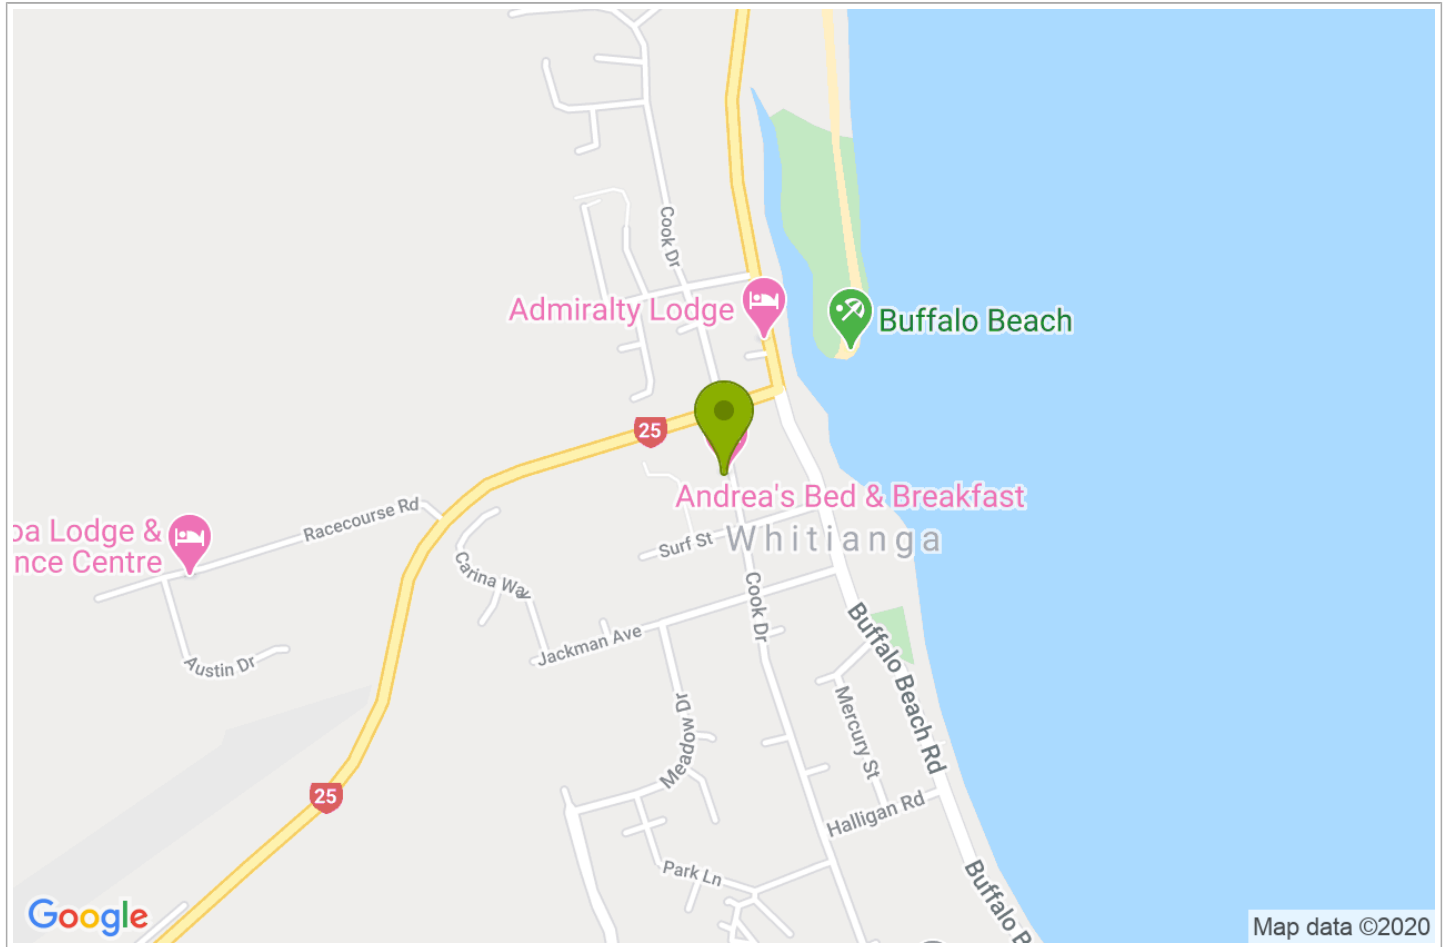 Cook Dr
Admiralty Lodge
Buffalo Beach
25
Andrea's Bed & Breakfast
Racecourse Rd
oa Lodge &
nce Centre
Surf St
Whitianga
Carina Way
Cook Dr
Jackman Ave
Buffalo Beach Rd
Austin Dr
Mercury St
Meadow Dr
25
Halligan Rd
Park Ln
Buffalo B
Google
Map data ©2020